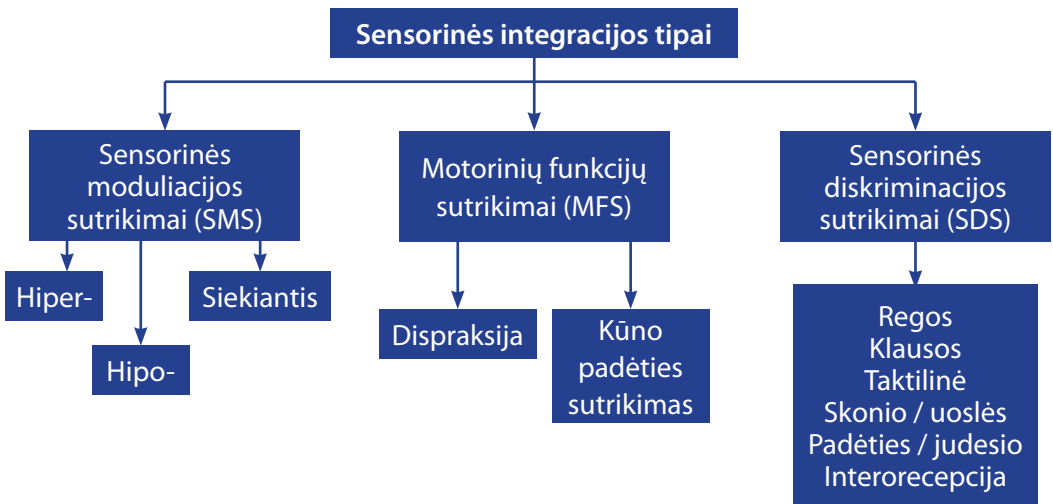 Sensorinės integracijos tipai
Sensorinės
moduliacijos
sutrikimai (SMS)
Hiper-
Hipo-
Siekiantis
Motorinių funkcijų
sutrikimai (MFS)
Dispraksija
Kūno
padėties
sutrikimas
Sensorinės
diskriminacijos
sutrikimai (SDS)
Regos
Klausos
Taktilinė
Skonio / uoslės
Padėties / judesio
Interorecepcija